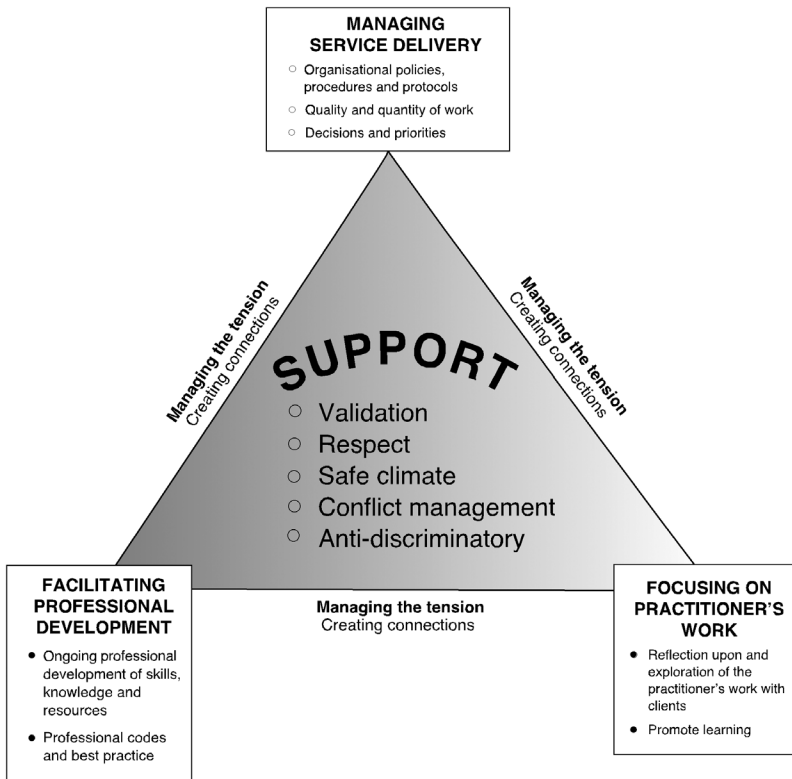 MANAGING
SERVICE DELIVERY
○ Organisational policies,
procedures and protocols
○ Quality and quantity of work
○ Decisions and priorities
Managing the tension
Creating connections
Managing the tension
Creating connections
SUPPORT
○ Validation
○ Respect
○ Safe climate
○ Conflict management
○ Anti-discriminatory
FACILITATING
PROFESSIONAL
DEVELOPMENT
● Ongoing professional
development of skills,
knowledge and
resources
● Professional codes
and best practice
Managing the tension
Creating connections
FOCUSING ON
PRACTITIONER'S
WORK
● Reflection upon and
exploration of the
practitioner's work with
clients
● Promote learning